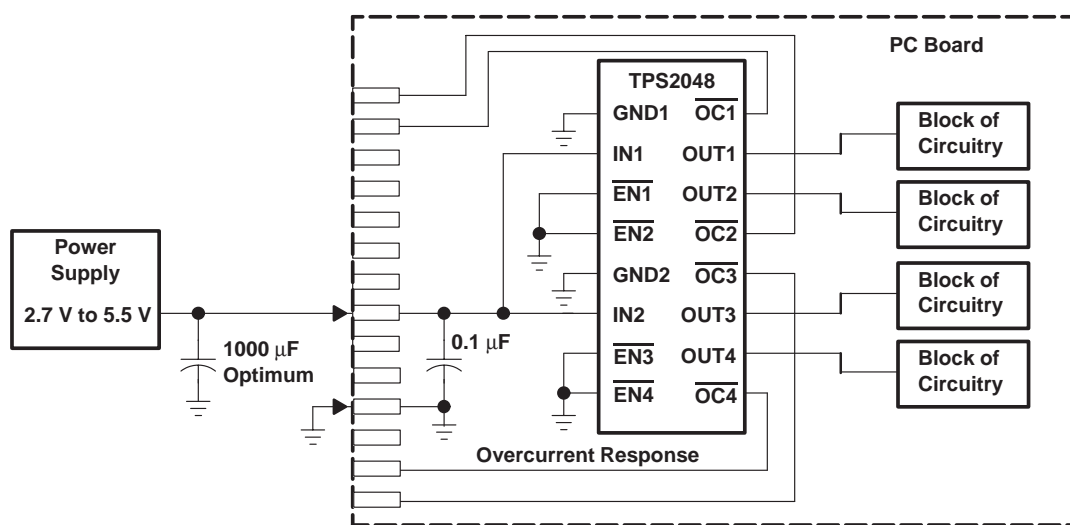 PC Board
TPS2048
GND1 OC1
IN1 OUT1
EN1 OUT2
EN2 OC2
GND2 OC3
IN2 OUT3
EN3 OUT4
EN4 OC4
Block of
Circuitry
Block of
Circuitry
Block of
Circuitry
Block of
Circuitry
Power
Supply
2.7 V to 5.5 V
1000 μF
Optimum
0.1 μF
Overcurrent Response